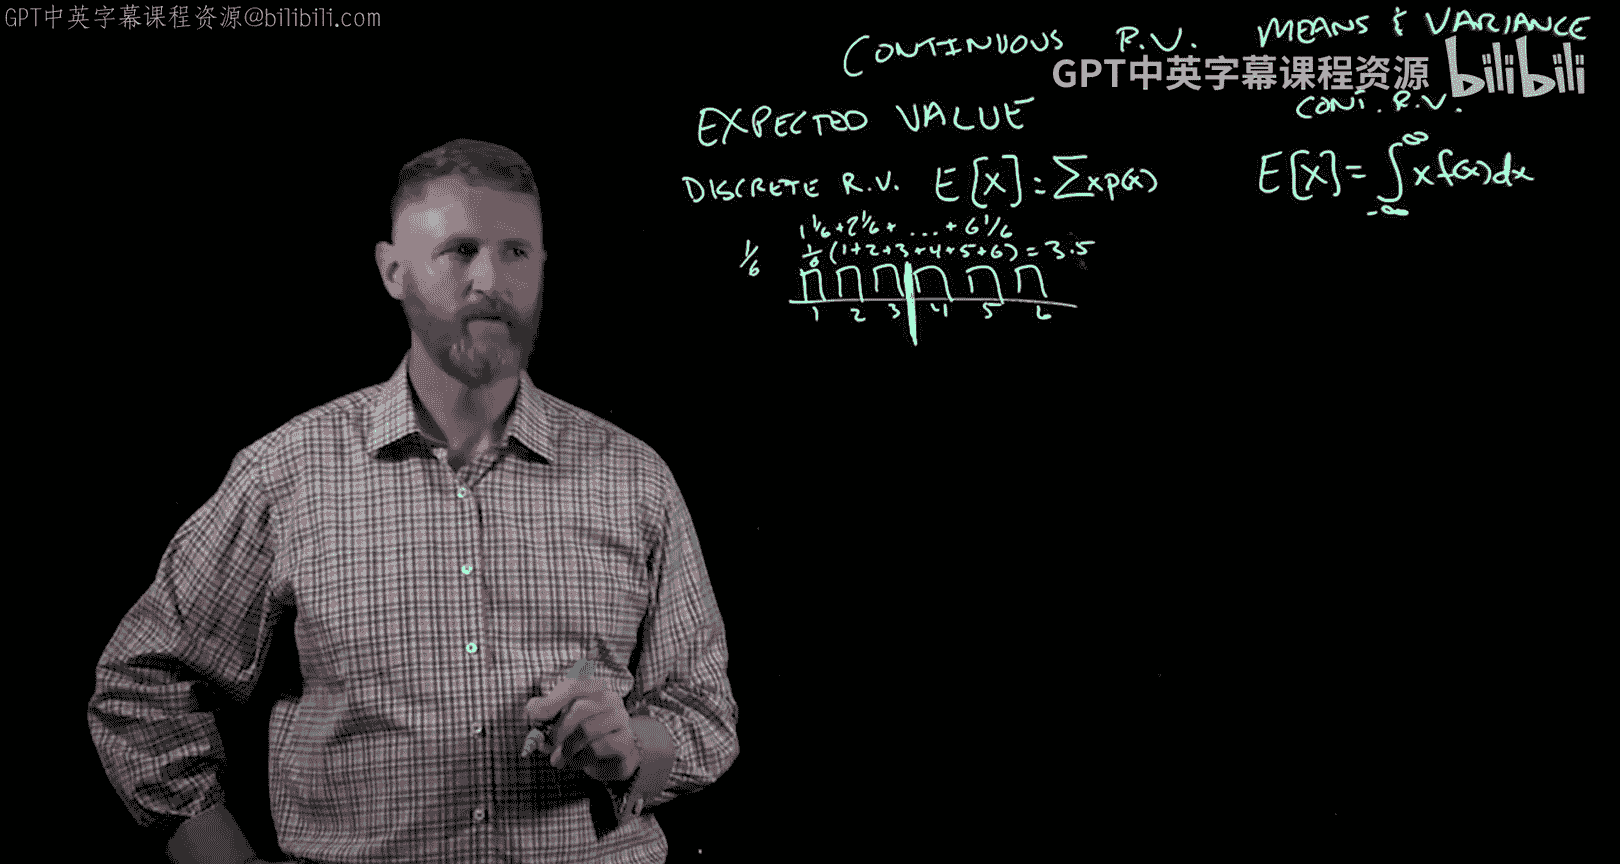 GPT中英字幕课程资源@bilibili.com
CONTINUOUS R.V. MEANS & VARIANCE
GPT中英字幕课程资源 bilibili
EXPECTED VALUE
CONT. R.V.
DISCRETE R.V. E[X] = ∑xp(x)
E[X] = ∫_{-∞}^{∞} x f(x) dx
1 1/6 + 2 1/6 + ... + 6 1/6
1/6 (1+2+3+4+5+6) = 3.5
1/6
1 2 3 4 5 6